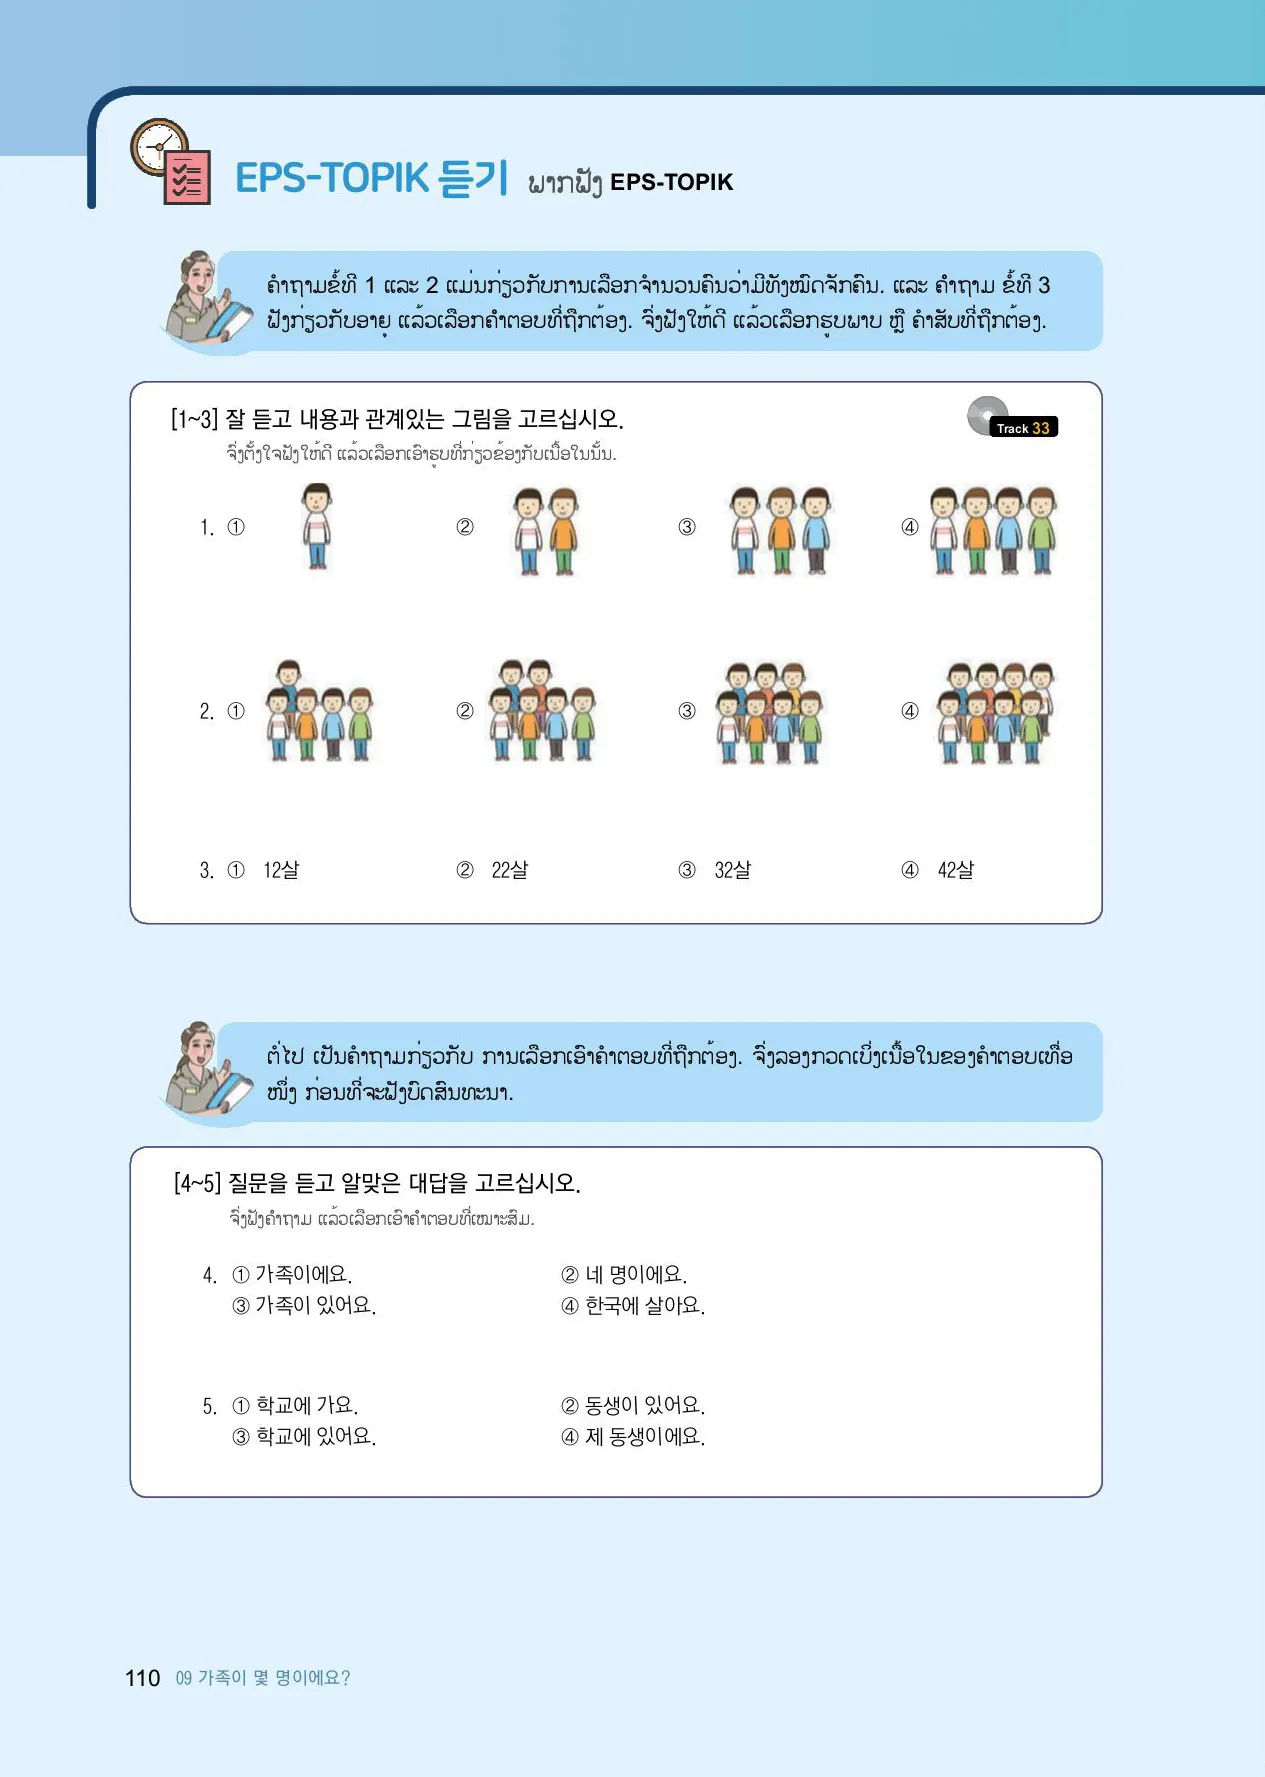 EPS-TOPIK 듣기 ພາກຟັງ EPS-TOPIK
ຄຳຖາມຂໍ້ທີ 1 ແລະ 2 ແມ່ນກ່ຽວກັບການເລືອກຈຳນວນຄົນວ່າມີທັງໝົດຈັກຄົນ. ແລະ ຄຳຖາມ ຂໍ້ທີ 3
ຟັງກ່ຽວກັບອາຍຸ ແລ້ວເລືອກຄຳຕອບທີ່ຖືກຕ້ອງ. ຈົ່ງຟັງໃຫ້ດີ ແລ້ວເລືອກຮູບພາບ ຫຼື ຄຳສັບທີ່ຖືກຕ້ອງ.
[1~3] 잘 듣고 내용과 관계있는 그림을 고르십시오.
Track 33
ຈົ່ງຕັ້ງໃຈຟັງໃຫ້ດີ ແລ້ວເລືອກເອົາຮູບທີ່ກ່ຽວຂ້ອງກັບເນື້ອໃນນັ້ນ.
1. ① ② ③ ④
2. ① ② ③ ④
3. ① 12살 ② 22살 ③ 32살 ④ 42살
ຕໍ່ໄປ ເປັນຄຳຖາມກ່ຽວກັບ ການເລືອກເອົາຄຳຕອບທີ່ຖືກຕ້ອງ. ຈົ່ງລອງກວດເບິ່ງເນື້ອໃນຂອງຄຳຕອບເທື່ອ
ໜຶ່ງ ກ່ອນທີ່ຈະຟັງບົດສົນທະນາ.
[4~5] 질문을 듣고 알맞은 대답을 고르십시오.
ຈົ່ງຟັງຄຳຖາມ ແລ້ວເລືອກເອົາຄຳຕອບທີ່ເໝາະສົມ.
4. ① 가족이에요. ② 네 명이에요.
③ 가족이 있어요. ④ 한국에 살아요.
5. ① 학교에 가요. ② 동생이 있어요.
③ 학교에 있어요. ④ 제 동생이에요.
110 09 가족이 몇 명이에요?